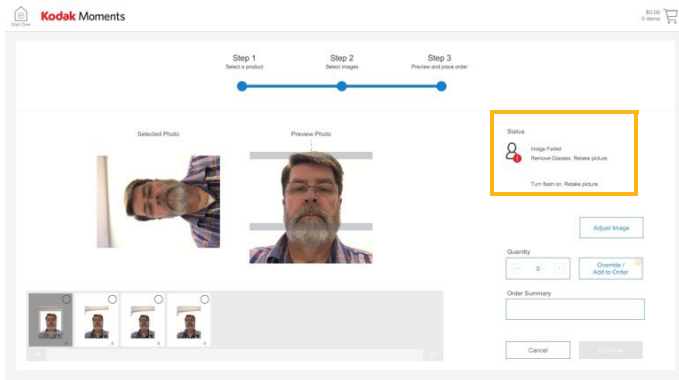 Start Over
Kodak Moments
$0.00
0 items
Step 1
Select a product
Step 2
Select images
Step 3
Preview and place order
Selected Photo
Preview Photo
Status
Image Failed
Remove Glasses. Retake picture.
Turn flash on. Retake picture.
Adjust Image
Quantity
0
Override /
Add to Order
Order Summary
Cancel
Continue